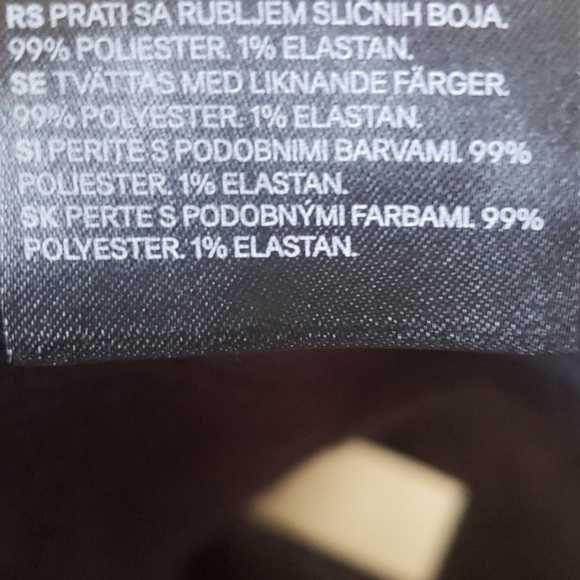 RS PRATI SA RUBLJEM SLIČNIH BOJA.
99% POLIESTER. 1% ELASTAN.
SE TVÄTTAS MED LIKNANDE FÄRGER.
99% POLYESTER. 1% ELASTAN.
SI PERITE S PODOBNIMI BARVAMI. 99%
POLIESTER. 1% ELASTAN.
SK PERTE S PODOBNÝMI FARBAMI. 99%
POLYESTER. 1% ELASTAN.